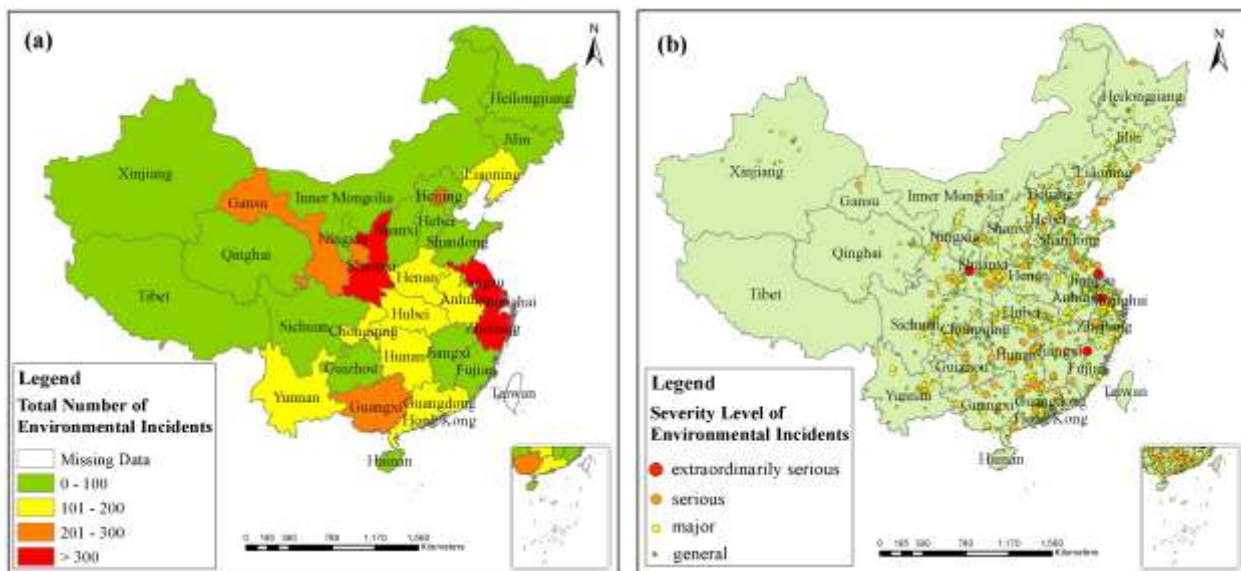 (a)
N
Heilongjiang
Jilin
Liaoning
Xinjiang
Inner Mongolia
Beijing
Gansu
Hebei
Ningxia
Shanxi
Shandong
Qinghai
Shaanxi
Henan
Jiangsu
Tibet
Anhui
Shanghai
Hubei
Sichuan
Chongqing
Zhejiang
Hunan
Jiangxi
Guizhou
Fujian
Taiwan
Yunnan
Guangxi
Guangdong
Hong Kong
Hainan
Legend
Total Number of
Environmental Incidents
Missing Data
0 - 100
101 - 200
201 - 300
> 300
Kilometers
(b)
N
Heilongjiang
Jilin
Liaoning
Xinjiang
Inner Mongolia
Beijing
Gansu
Hebei
Ningxia
Shanxi
Shandong
Qinghai
Shaanxi
Henan
Jiangsu
Tibet
Anhui
Shanghai
Hubei
Sichuan
Chongqing
Zhejiang
Hunan
Jiangxi
Guizhou
Fujian
Taiwan
Yunnan
Guangxi
Guangdong
Hong Kong
Hainan
Legend
Severity Level of
Environmental Incidents
extraordinarily serious
serious
major
general
Kilometers